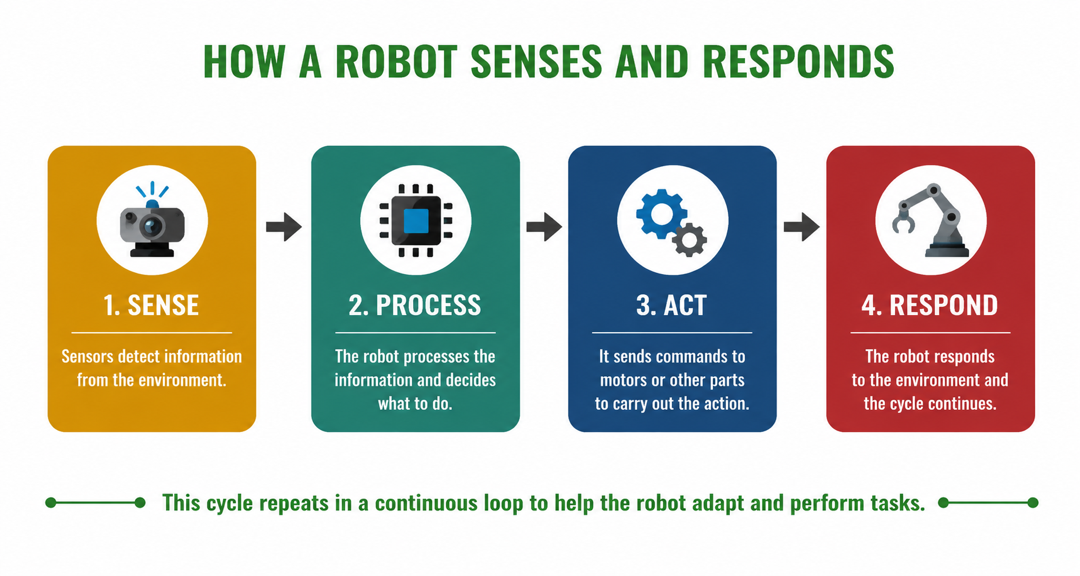 HOW A ROBOT SENSES AND RESPONDS
1. SENSE
Sensors detect information
from the environment.
2. PROCESS
The robot processes the
information and decides
what to do.
3. ACT
It sends commands to
motors or other parts
to carry out the action.
4. RESPOND
The robot responds
to the environment and
the cycle continues.
This cycle repeats in a continuous loop to help the robot adapt and perform tasks.